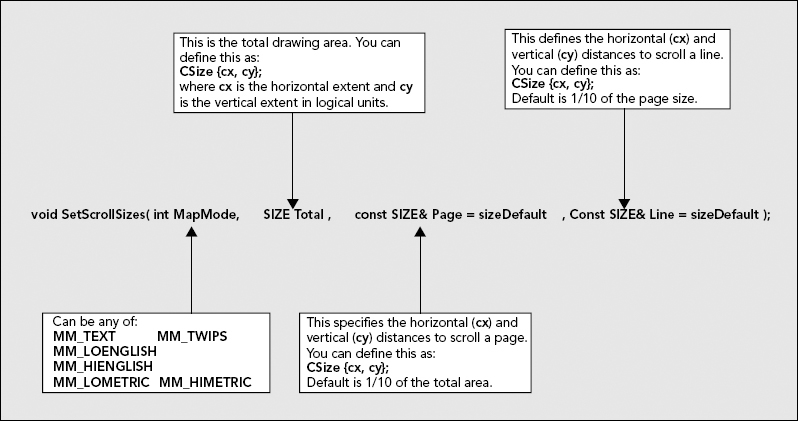 This is the total drawing area. You can
define this as:
CSize {cx, cy};
where cx is the horizontal extent and cy
is the vertical extent in logical units.
This defines the horizontal (cx) and
vertical (cy) distances to scroll a line.
You can define this as:
CSize {cx, cy};
Default is 1/10 of the page size.
void SetScrollSizes( int MapMode, SIZE Total , const SIZE& Page = sizeDefault , Const SIZE& Line = sizeDefault );
Can be any of:
MM_TEXT MM_TWIPS
MM_LOENGLISH
MM_HIENGLISH
MM_LOMETRIC MM_HIMETRIC
This specifies the horizontal (cx) and
vertical (cy) distances to scroll a page.
You can define this as:
CSize {cx, cy};
Default is 1/10 of the total area.